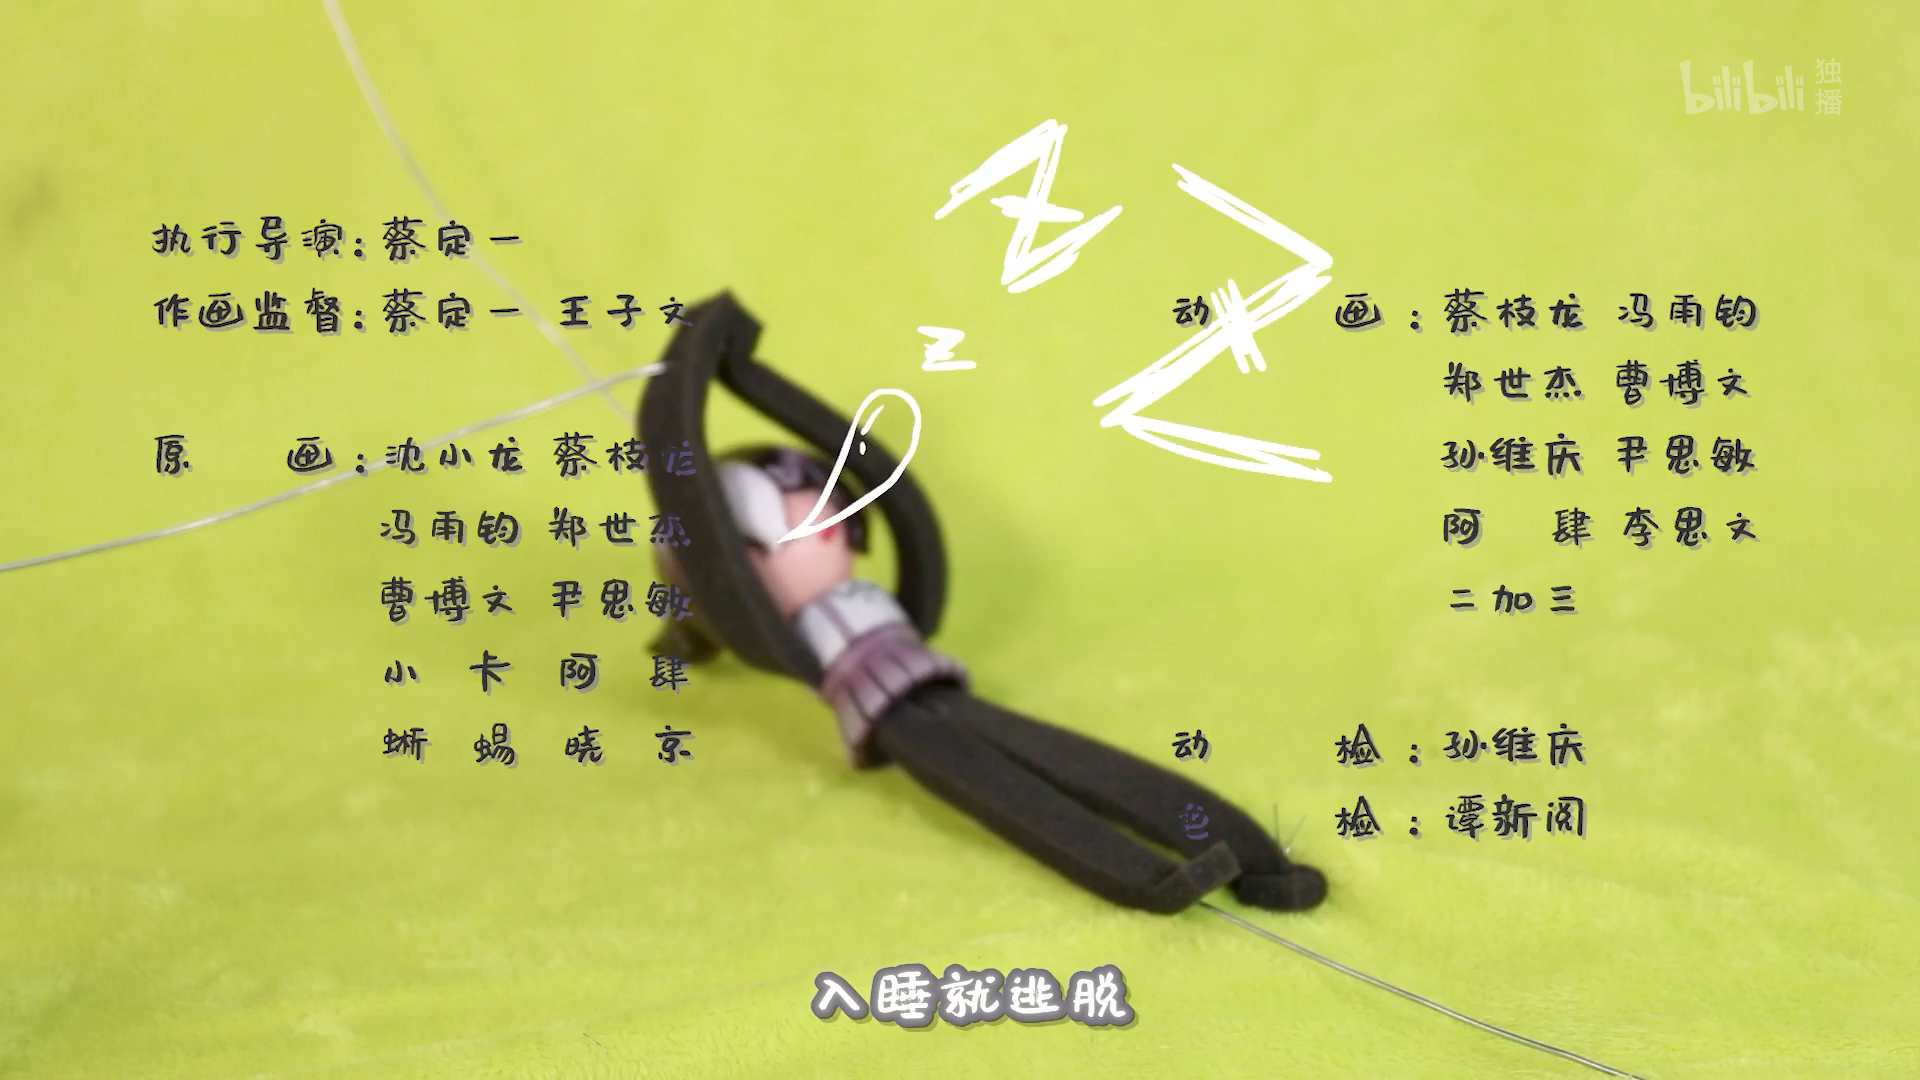 bilibili 独播
执行导演:蔡定一
作画监督:蔡定一 王子文
原画:沈小龙 蔡枝龙
冯雨钧 郑世杰
曹博文 尹思敏
小卡 阿肆
蜥蜴 晓京
动画:蔡枝龙 冯雨钧
郑世杰 曹博文
孙维庆 尹思敏
阿肆 李思文
二加三
动检:孙维庆
色检:谭新阅
z
Z
Z
入睡就逃脱